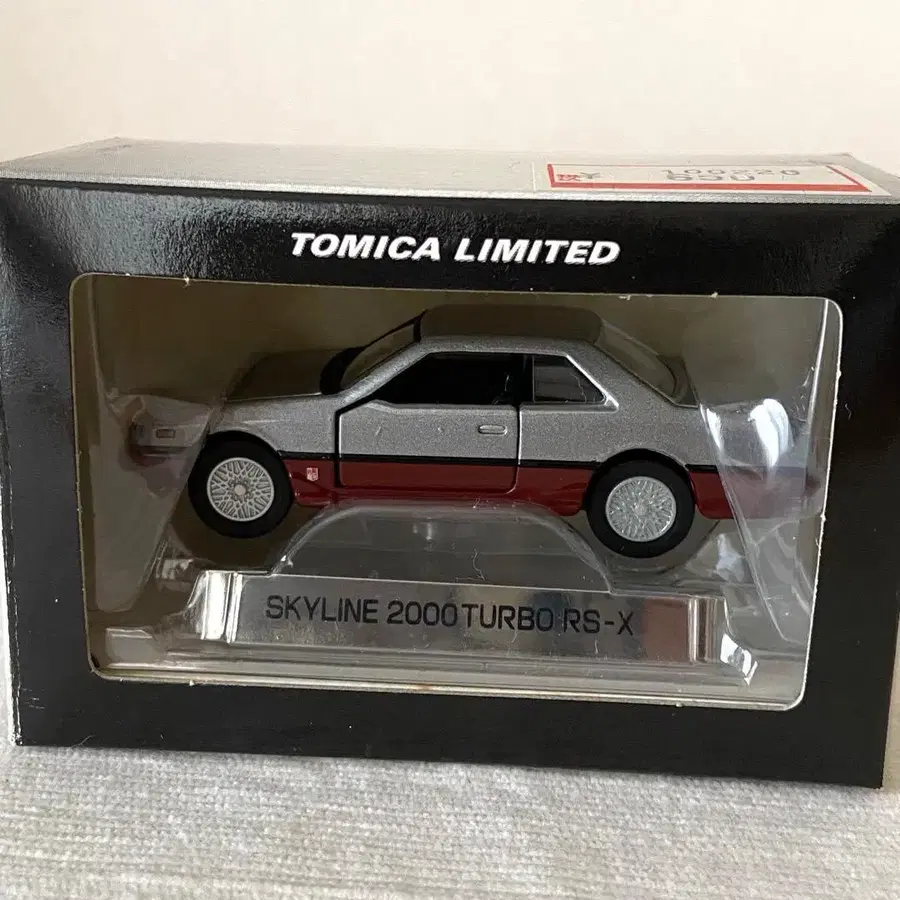 TOMICA LIMITED
SKYLINE 2000 TURBO RS-X